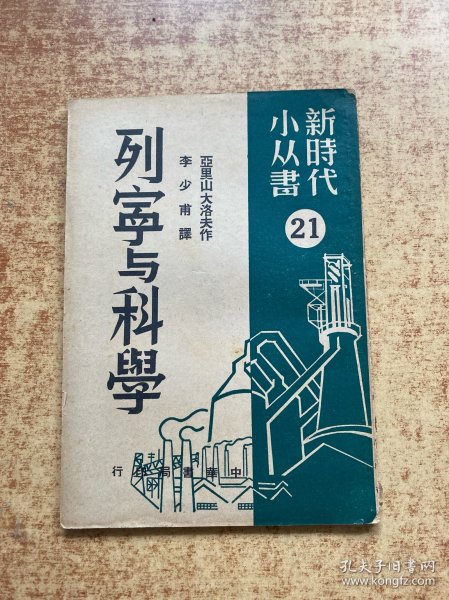 新時代
小从書
21
亞里山大洛夫作
李少甫譯
列寧与科學
中華書局印行
孔夫子旧书网
www.kongfz.com